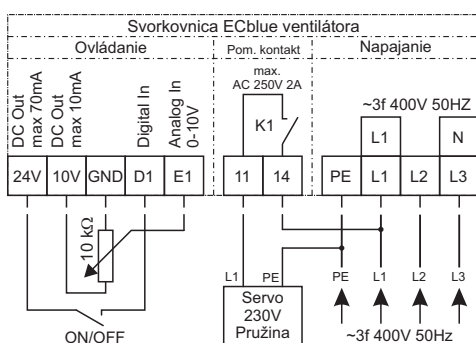 Svorkovnica ECblue ventilátora
Ovládanie
Pom. kontakt
Napajanie
DC Out
max 70mA
DC Out
max 10mA
Digital In
Analog In
0-10V
max.
AC 250V 2A
K1
~3f 400V 50HZ
L1
N
24V
10V
GND
D1
E1
11
14
PE
L1
L2
L3
10 kΩ
L1
PE
PE
L1
L2
L3
Servo
230V
Pružina
ON/OFF
~3f 400V 50Hz